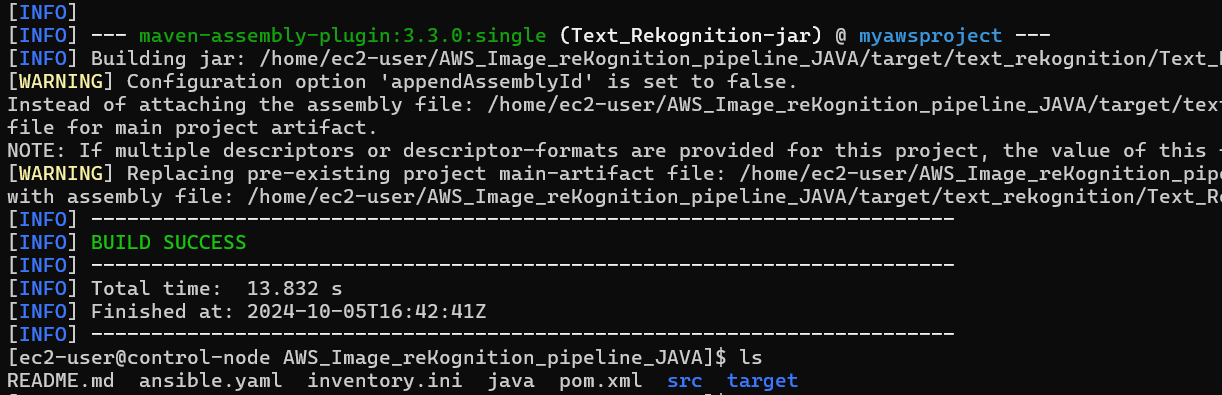 [INFO]
[INFO] --- maven-assembly-plugin:3.3.0:single (Text_Rekognition-jar) @ myawsproject ---
[INFO] Building jar: /home/ec2-user/AWS_Image_reKognition_pipeline_JAVA/target/text_rekognition/Text_
[WARNING] Configuration option 'appendAssemblyId' is set to false.
Instead of attaching the assembly file: /home/ec2-user/AWS_Image_reKognition_pipeline_JAVA/target/tex
file for main project artifact.
NOTE: If multiple descriptors or descriptor-formats are provided for this project, the value of this
[WARNING] Replacing pre-existing project main-artifact file: /home/ec2-user/AWS_Image_reKognition_pip
with assembly file: /home/ec2-user/AWS_Image_reKognition_pipeline_JAVA/target/text_rekognition/Text_R
[INFO] ------------------------------------------------------------------------
[INFO] BUILD SUCCESS
[INFO] ------------------------------------------------------------------------
[INFO] Total time:  13.832 s
[INFO] Finished at: 2024-10-05T16:42:41Z
[INFO] ------------------------------------------------------------------------
[ec2-user@control-node AWS_Image_reKognition_pipeline_JAVA]$ ls
README.md  ansible.yaml  inventory.ini  java  pom.xml  src  target